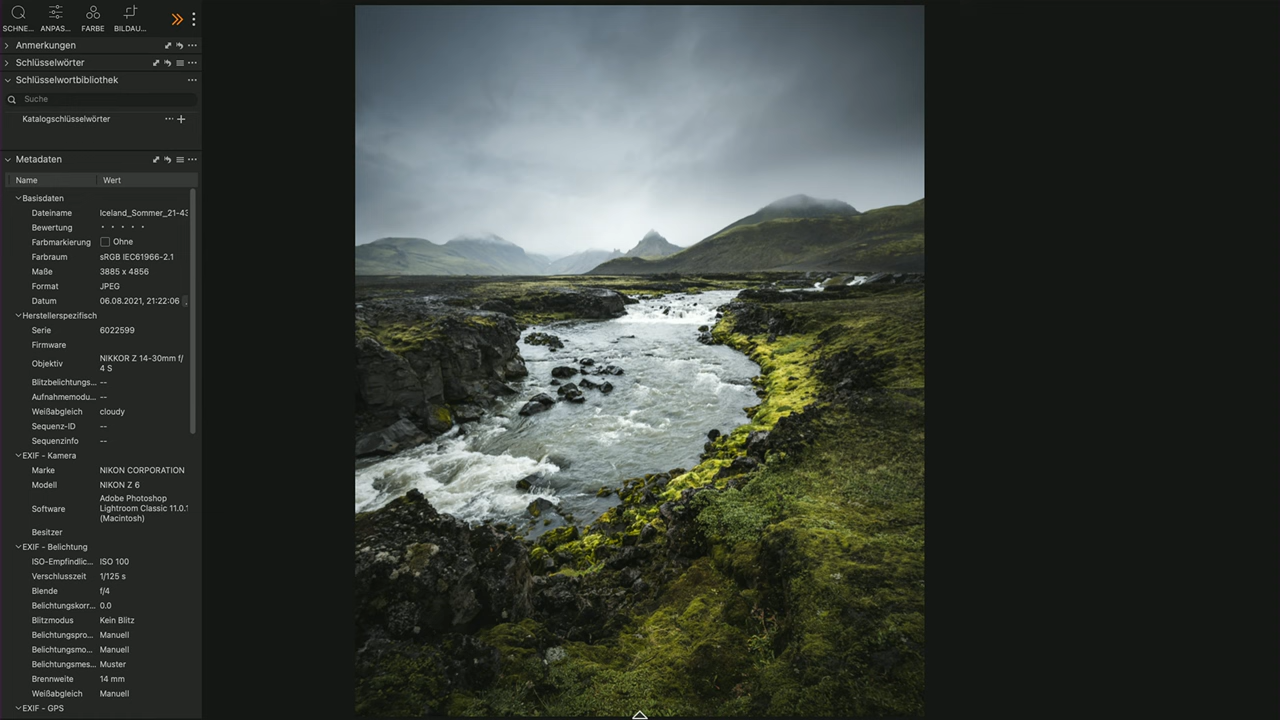 SCHNE... ANPAS... FARBE BILDAU...
Anmerkungen
Schlüsselwörter
Schlüsselwortbibliothek
Suche
Katalogschlüsselwörter
Metadaten
Name Wert
Basisdaten
Dateiname Iceland_Sommer_21-43
Bewertung
Farbmarkierung Ohne
Farbraum sRGB IEC61966-2.1
Maße 3885 x 4856
Format JPEG
Datum 06.08.2021, 21:22:06
Herstellerspezifisch
Serie 6022599
Firmware
Objektiv NIKKOR Z 14-30mm f/
4 S
Blitzbelichtungs... --
Aufnahmemodu... --
Weißabgleich cloudy
Sequenz-ID --
Sequenzinfo --
EXIF - Kamera
Marke NIKON CORPORATION
Modell NIKON Z 6
Software Adobe Photoshop
Lightroom Classic 11.0.1
(Macintosh)
Besitzer
EXIF - Belichtung
ISO-Empfindlic... ISO 100
Verschlusszeit 1/125 s
Blende f/4
Belichtungskorr... 0.0
Blitzmodus Kein Blitz
Belichtungspro... Manuell
Belichtungsmo... Manuell
Belichtungsmes... Muster
Brennweite 14 mm
Weißabgleich Manuell
EXIF - GPS